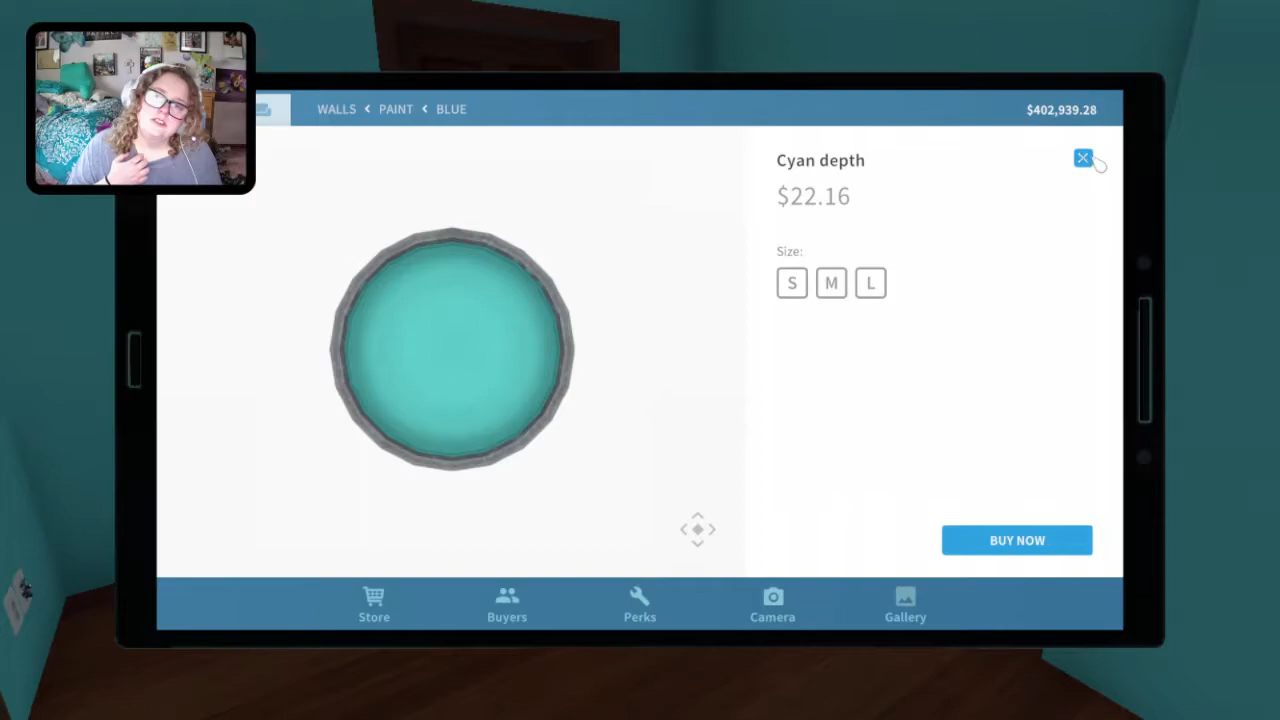 WALLS < PAINT < BLUE
$402,939.28
Cyan depth
$22.16
Size:
S M L
BUY NOW
Store Buyers Perks Camera Gallery